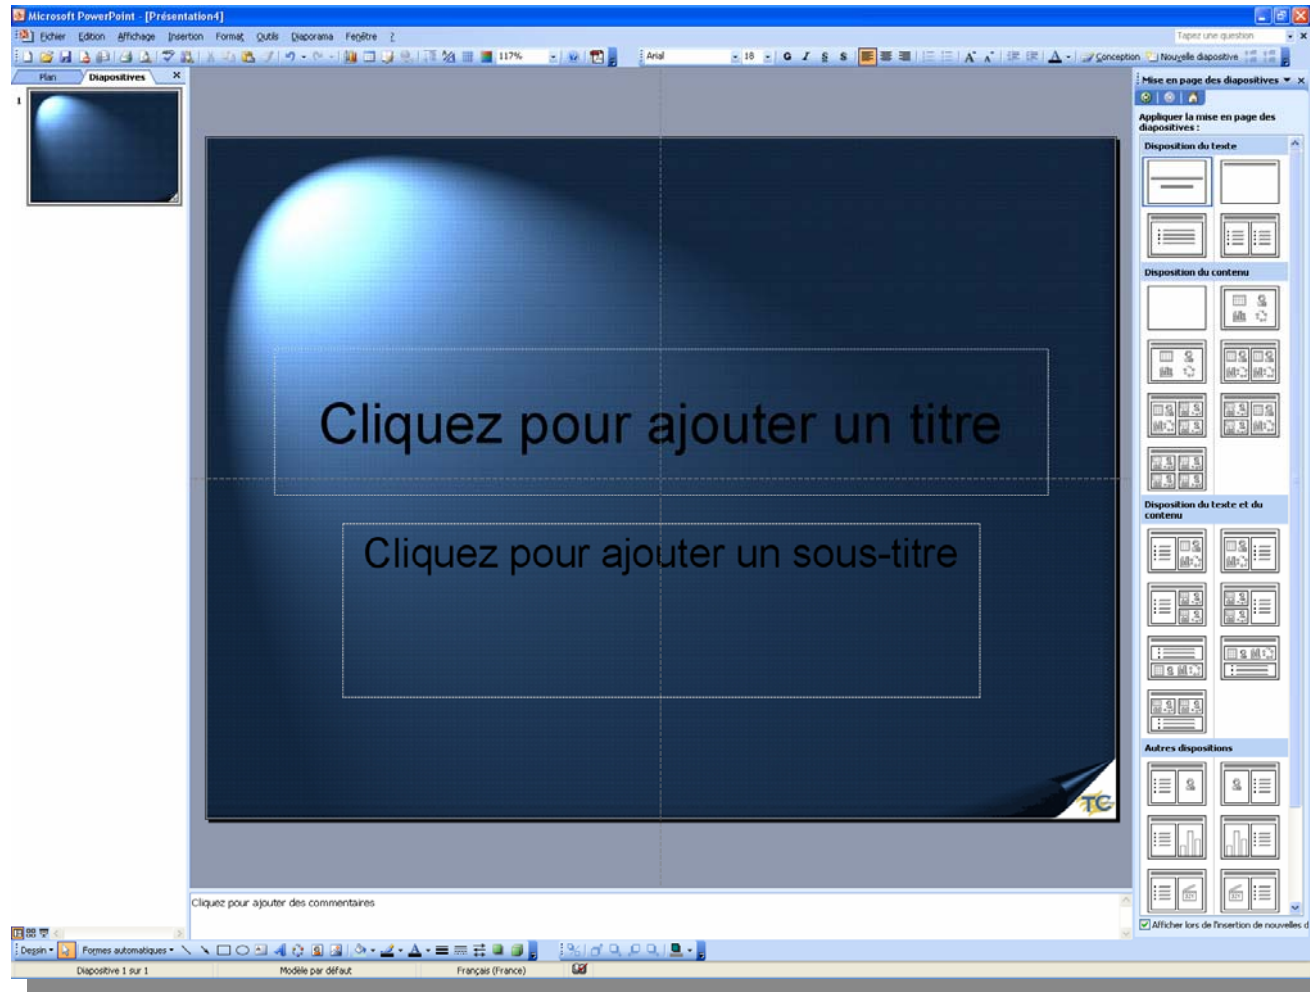 Microsoft PowerPoint - [Présentation4]
Fichier Edition Affichage Insertion Format Outils Diaporama Fenêtre ?
Tapez une question
117% Arial 18 G I S S A A A Conception Nouvelle diapositive
Plan Diapositives
1
Mise en page des diapositives
Appliquer la mise en page des
diapositives :
Disposition du texte
Disposition du contenu
Disposition du texte et du
contenu
Autres dispositions
Afficher lors de l'insertion de nouvelles d
Cliquez pour ajouter un titre
Cliquez pour ajouter un sous-titre
TC
Cliquez pour ajouter des commentaires
Dessin Formes automatiques
Diapositive 1 sur 1 Modèle par défaut Français (France)